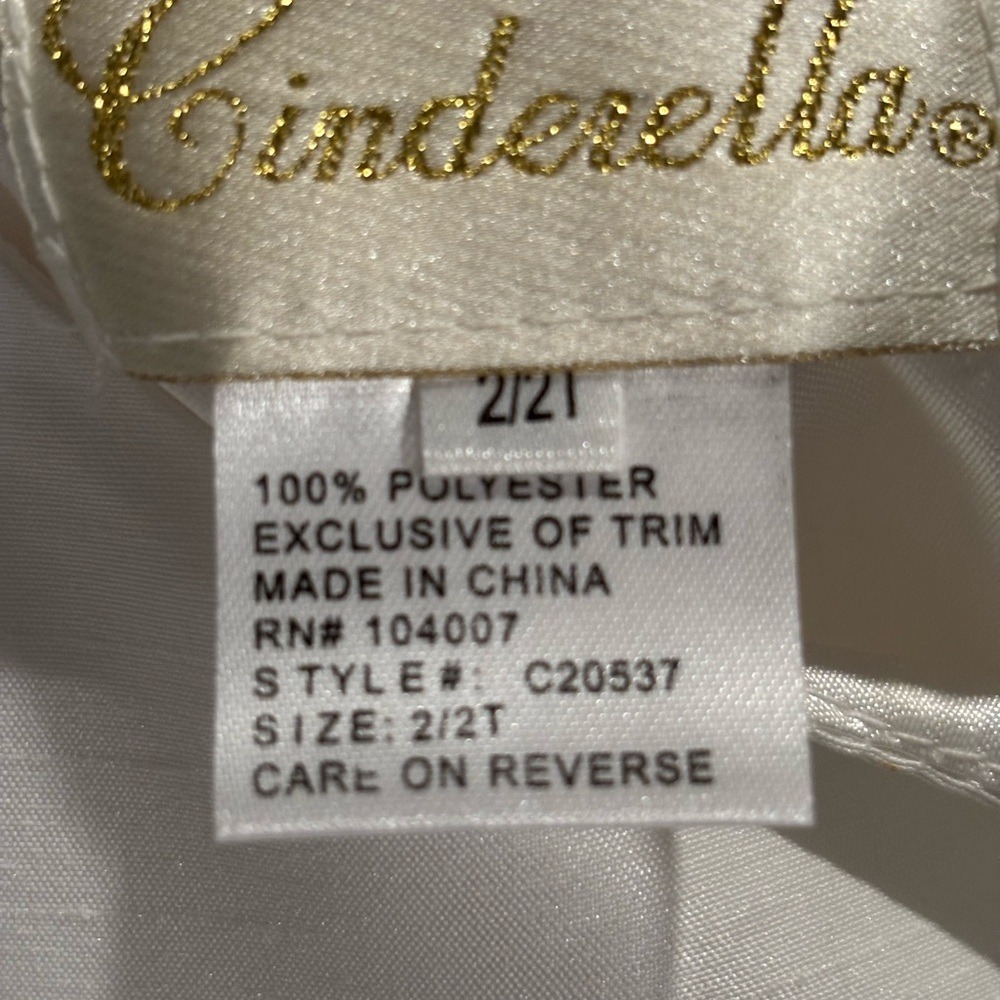 Cinderella®
2/2T
100% POLYESTER
EXCLUSIVE OF TRIM
MADE IN CHINA
RN# 104007
STYLE#: C20537
SIZE: 2/2T
CARE ON REVERSE